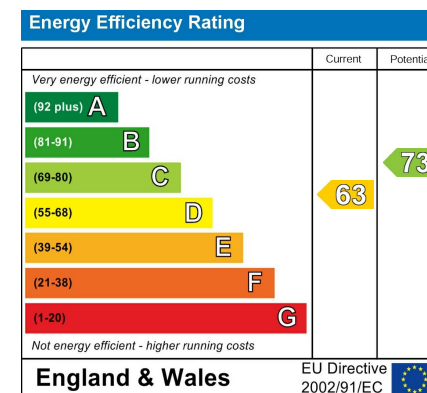 Energy Efficiency Rating
Current Potentia
Very energy efficient - lower running costs
(92 plus) A
(81-91) B
(69-80) C
(55-68) D
(39-54) E
(21-38) F
(1-20) G
63
73
Not energy efficient - higher running costs
England & Wales
EU Directive
2002/91/EC